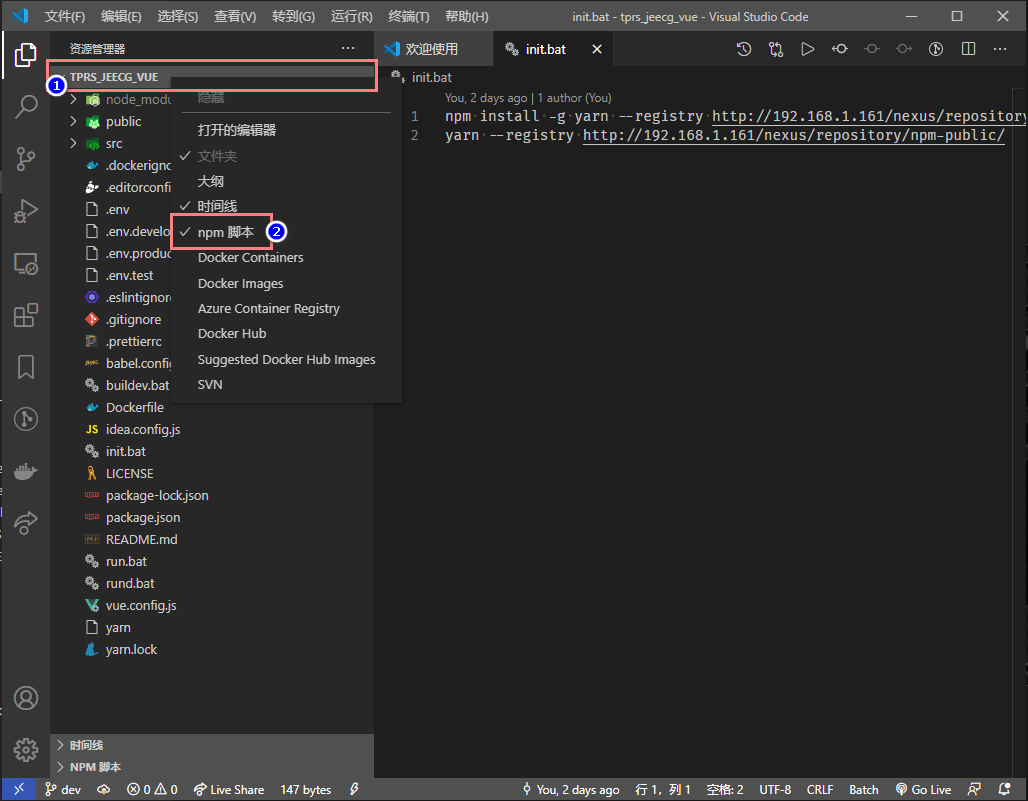 文件(F) 编辑(E) 选择(S) 查看(V) 转到(G) 运行(R) 终端(T) 帮助(H) init.bat - tprs_jeecg_vue - Visual Studio Code
资源管理器 ···
欢迎使用 init.bat
TPRS_JEECG_VUE
1
init.bat
node_modu
隐藏
You, 2 days ago | 1 author (You)
1 npm install -g yarn --registry http://192.168.1.161/nexus/repository
2 yarn --registry http://192.168.1.161/nexus/repository/npm-public/
public
src
.dockerigno
.editorconfi
.env
.env.develo
.env.produc
.env.test
.eslintignore
.gitignore
.prettierrc
babel.config
buildev.bat
Dockerfile
idea.config.js
init.bat
LICENSE
package-lock.json
package.json
README.md
run.bat
rund.bat
vue.config.js
yarn
yarn.lock
打开的编辑器
文件夹
大纲
时间线
npm 脚本
2
Docker Containers
Docker Images
Azure Container Registry
Docker Hub
Suggested Docker Hub Images
SVN
时间线
NPM 脚本
dev 0 0 Live Share 147 bytes You, 2 days ago 行 1，列 1 空格: 2 UTF-8 CRLF Batch Go Live